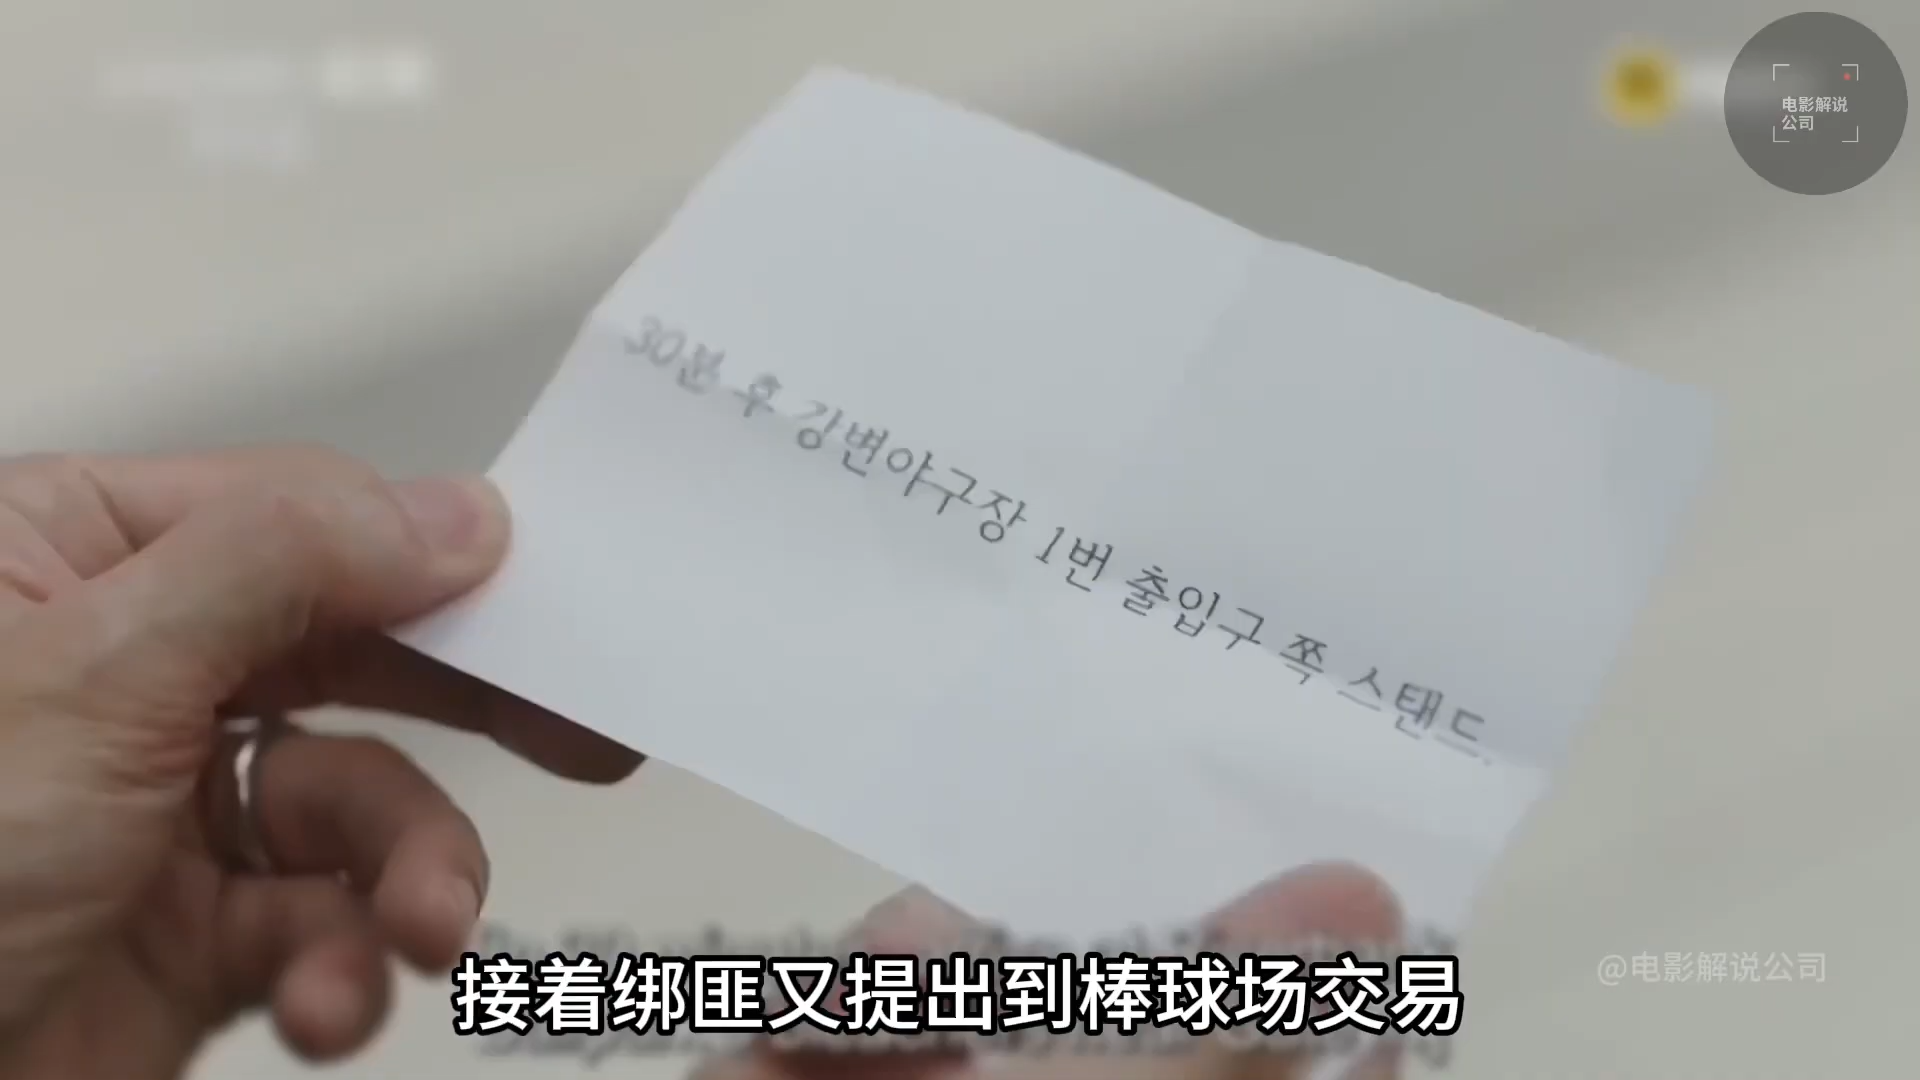 电影解说
公司
30분 후 강변야구장 1번 출입구 쪽 스탠드.
@电影解说公司
接着绑匪又提出到棒球场交易